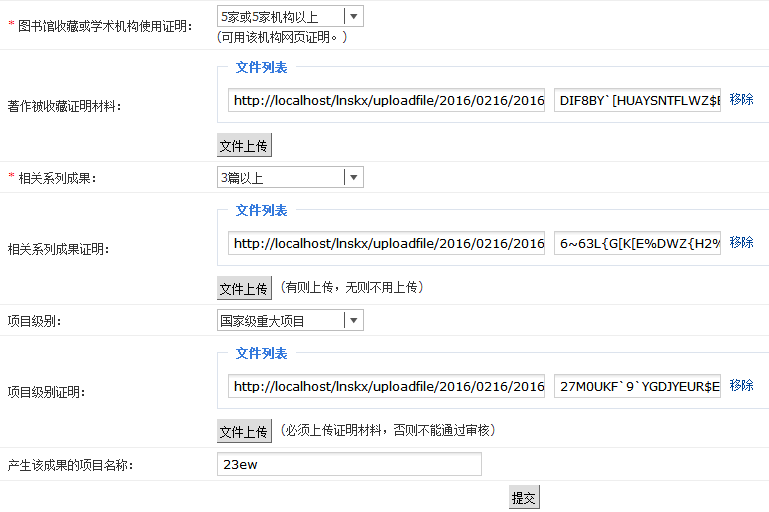 * 图书馆收藏或学术机构使用证明： 5家或5家机构以上
(可用该机构网页证明。)
文件列表
著作被收藏证明材料： http://localhost/lnskx/uploadfile/2016/0216/2016 DIF8BY`[HUAYSNTFLWZ$E 移除
文件上传
* 相关系列成果： 3篇以上
文件列表
相关系列成果证明： http://localhost/lnskx/uploadfile/2016/0216/2016 6~63L{G[K[E%DWZ{H2% 移除
文件上传 (有则上传，无则不用上传)
项目级别： 国家级重大项目
文件列表
项目级别证明： http://localhost/lnskx/uploadfile/2016/0216/2016 27M0UKF`9`YGDJYEUR$E 移除
文件上传 (必须上传证明材料，否则不能通过审核)
产生该成果的项目名称： 23ew
提交